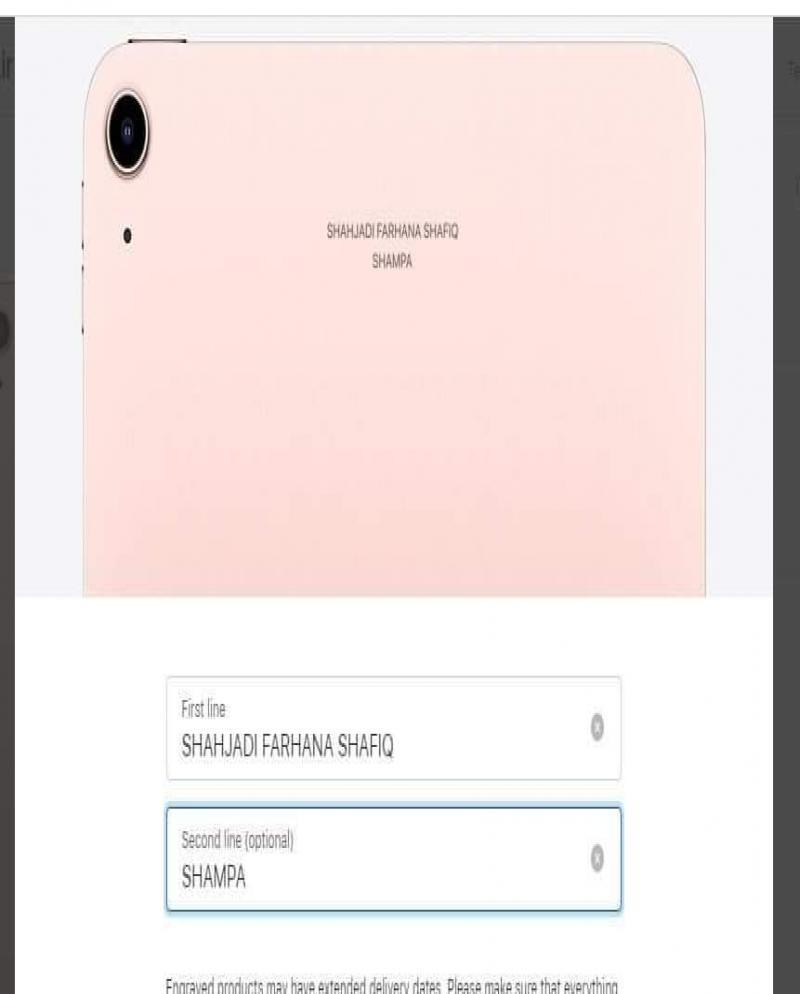 SHAHJADI FARHANA SHAFIQ
SHAMPA
First line
SHAHJADI FARHANA SHAFIQ
Second line (optional)
SHAMPA
Engraved products may have extended delivery dates. Please make sure that everything